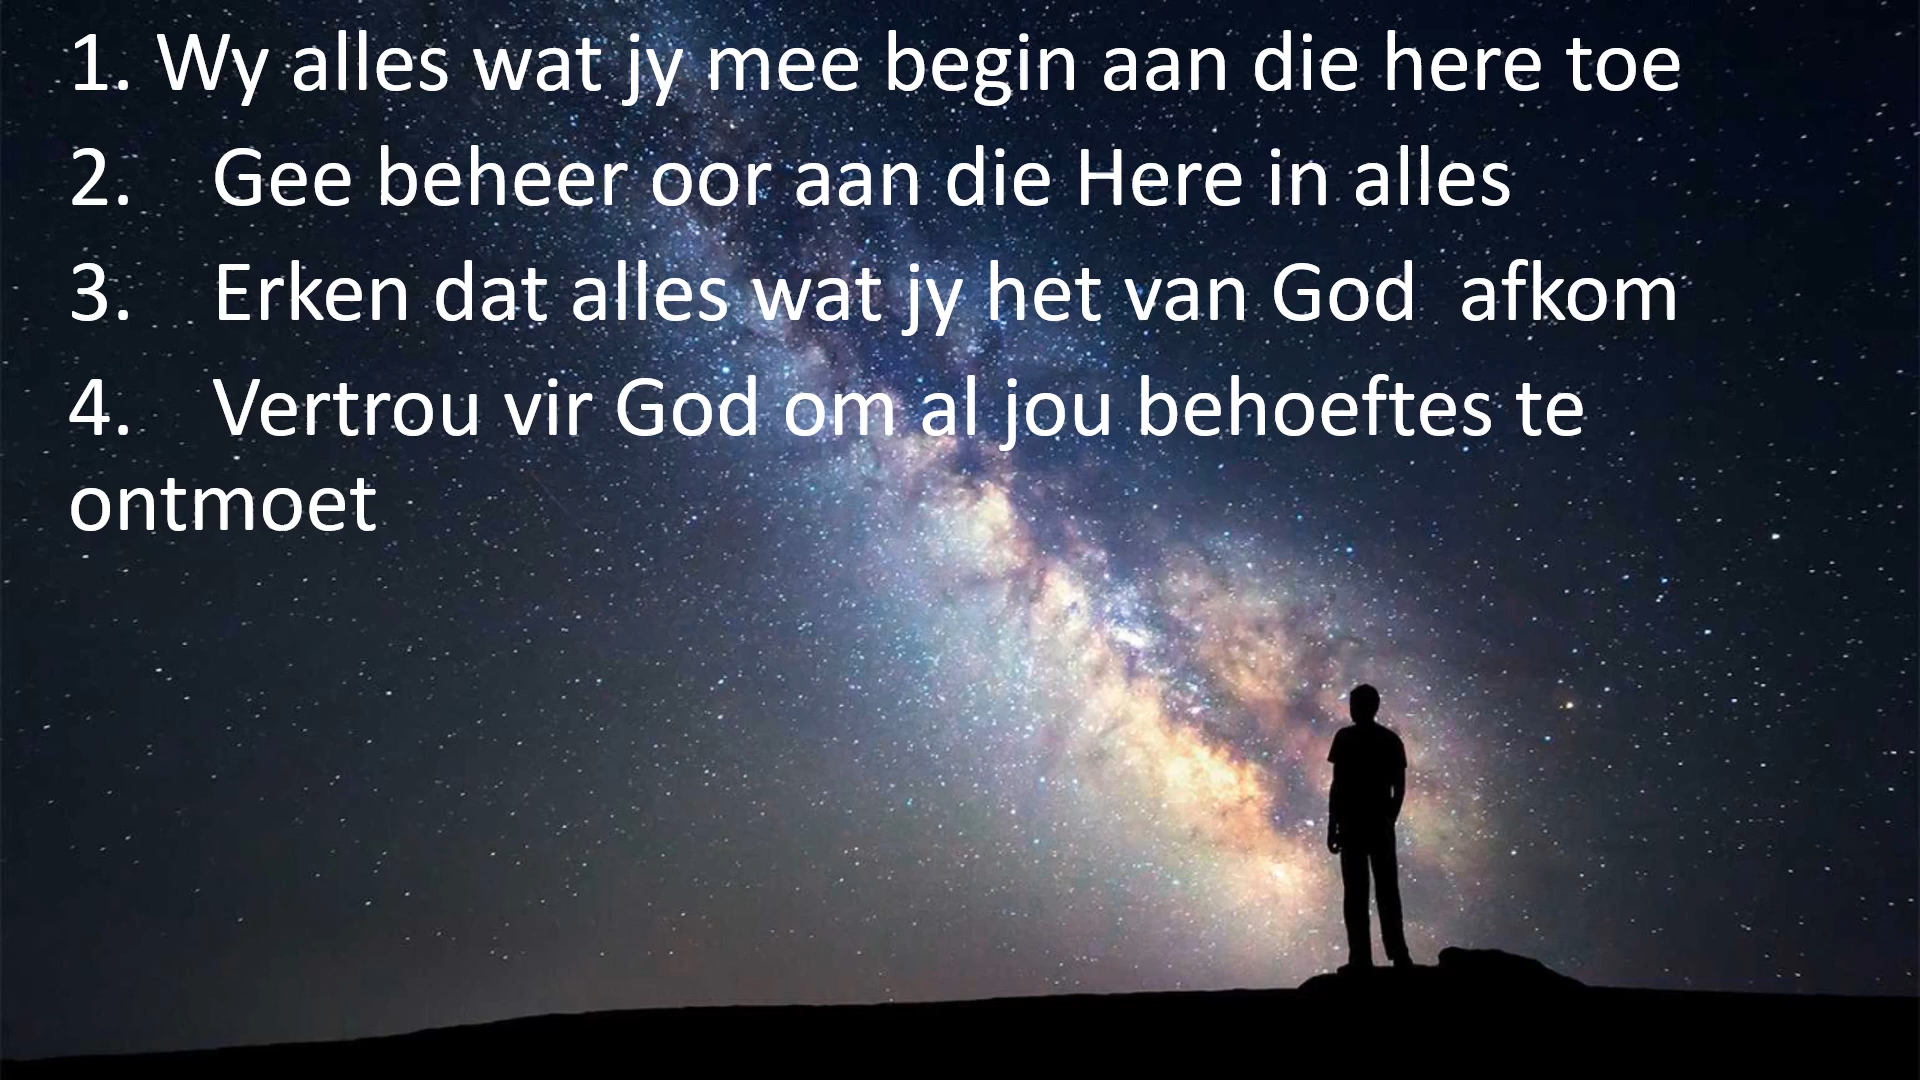 1. Wy alles wat jy mee begin aan die here toe
2. Gee beheer oor aan die Here in alles
3. Erken dat alles wat jy het van God afkom
4. Vertrou vir God om al jou behoeftes te
ontmoet